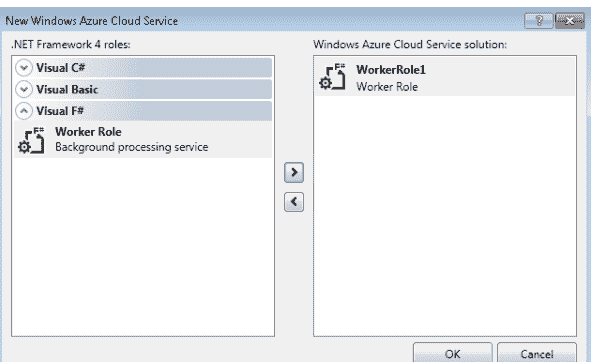 New Windows Azure Cloud Service
?
.NET Framework 4 roles:
Windows Azure Cloud Service solution:
Visual C#
Visual Basic
Visual F#
F#
Worker Role
Background processing service
F#
WorkerRole1
Worker Role
>
<
OK
Cancel